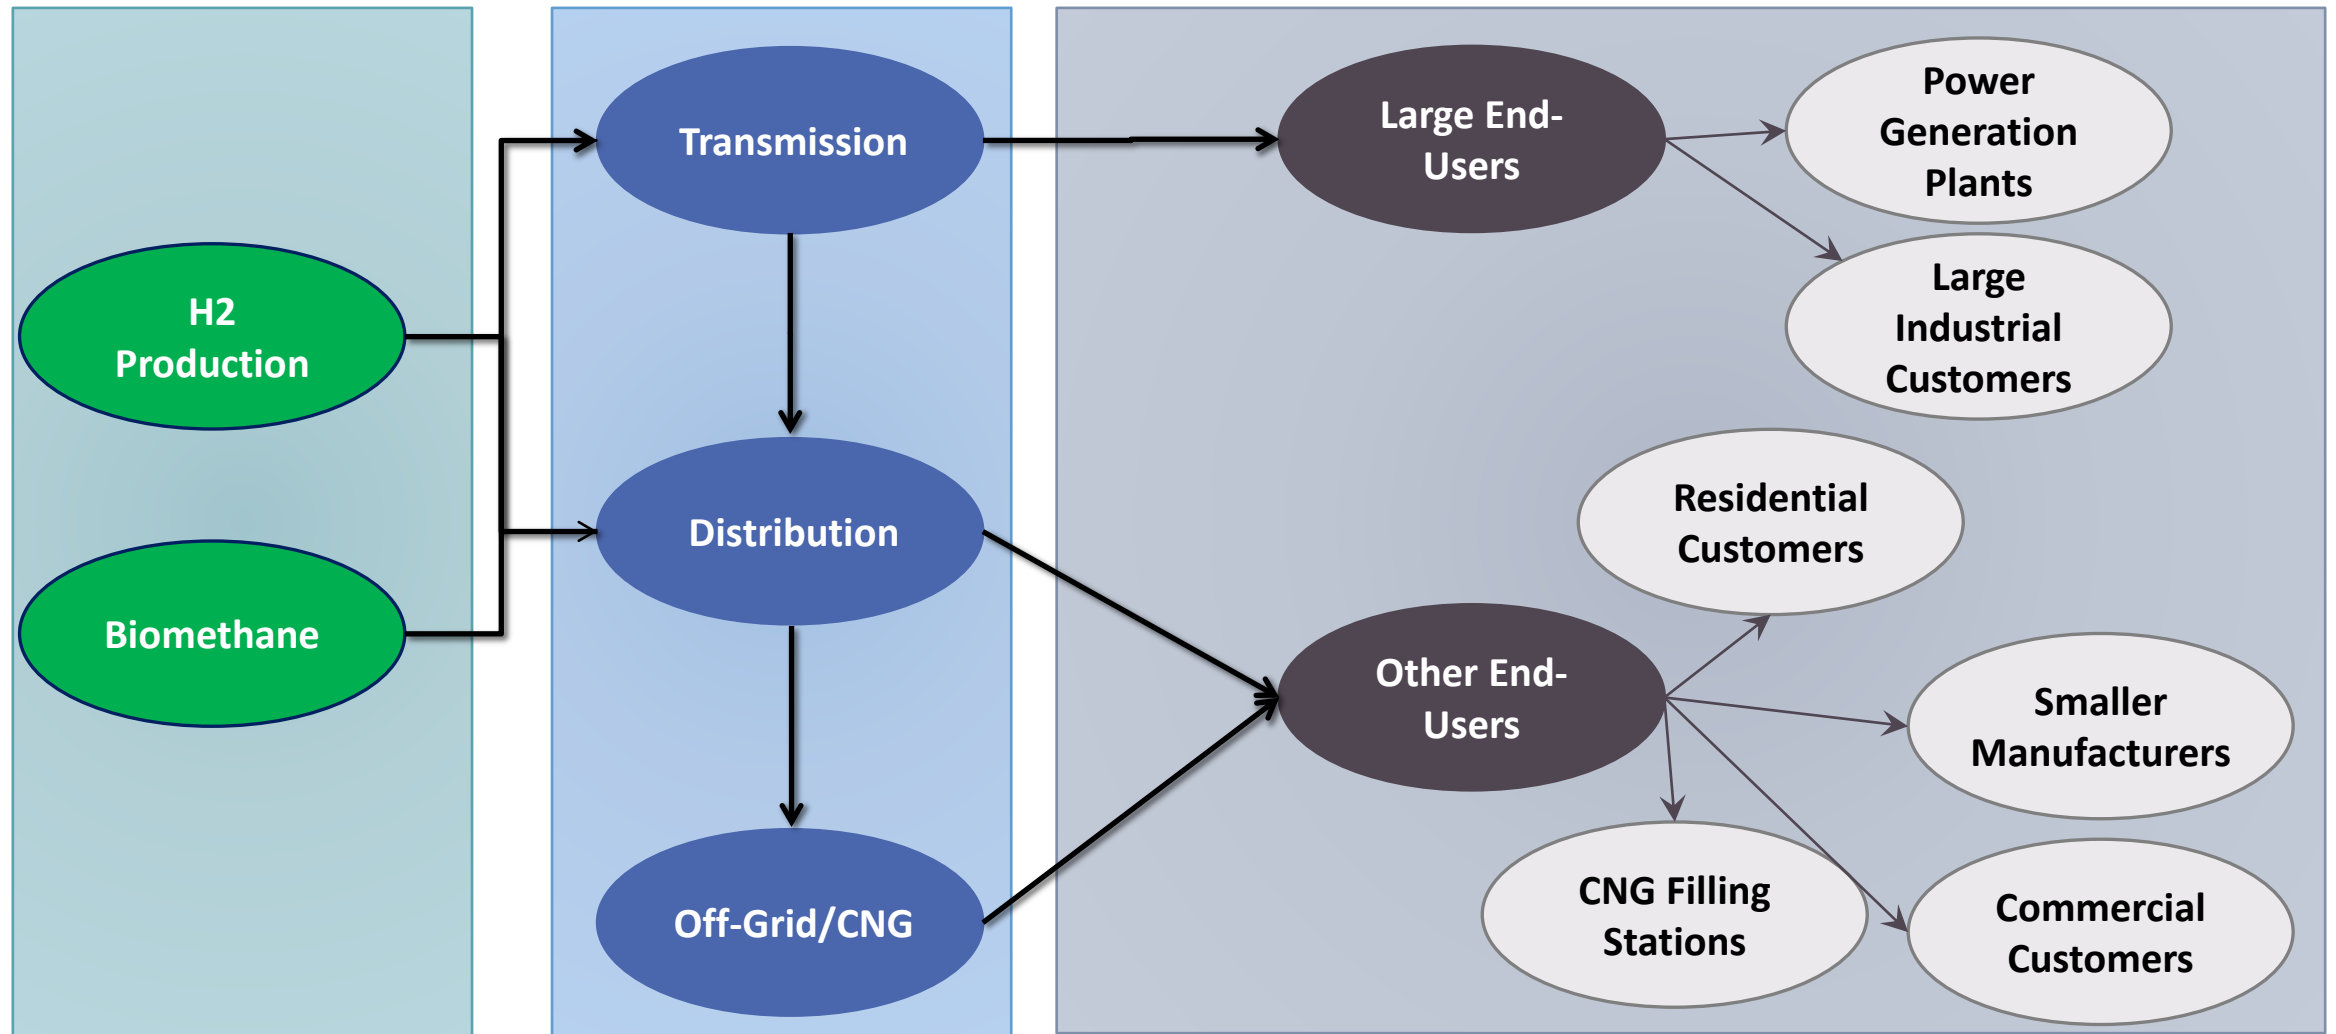 H2
Production
Biomethane
Transmission
Distribution
Off-Grid/CNG
Large End-
Users
Power
Generation
Plants
Large
Industrial
Customers
Other End-
Users
Residential
Customers
Smaller
Manufacturers
CNG Filling
Stations
Commercial
Customers